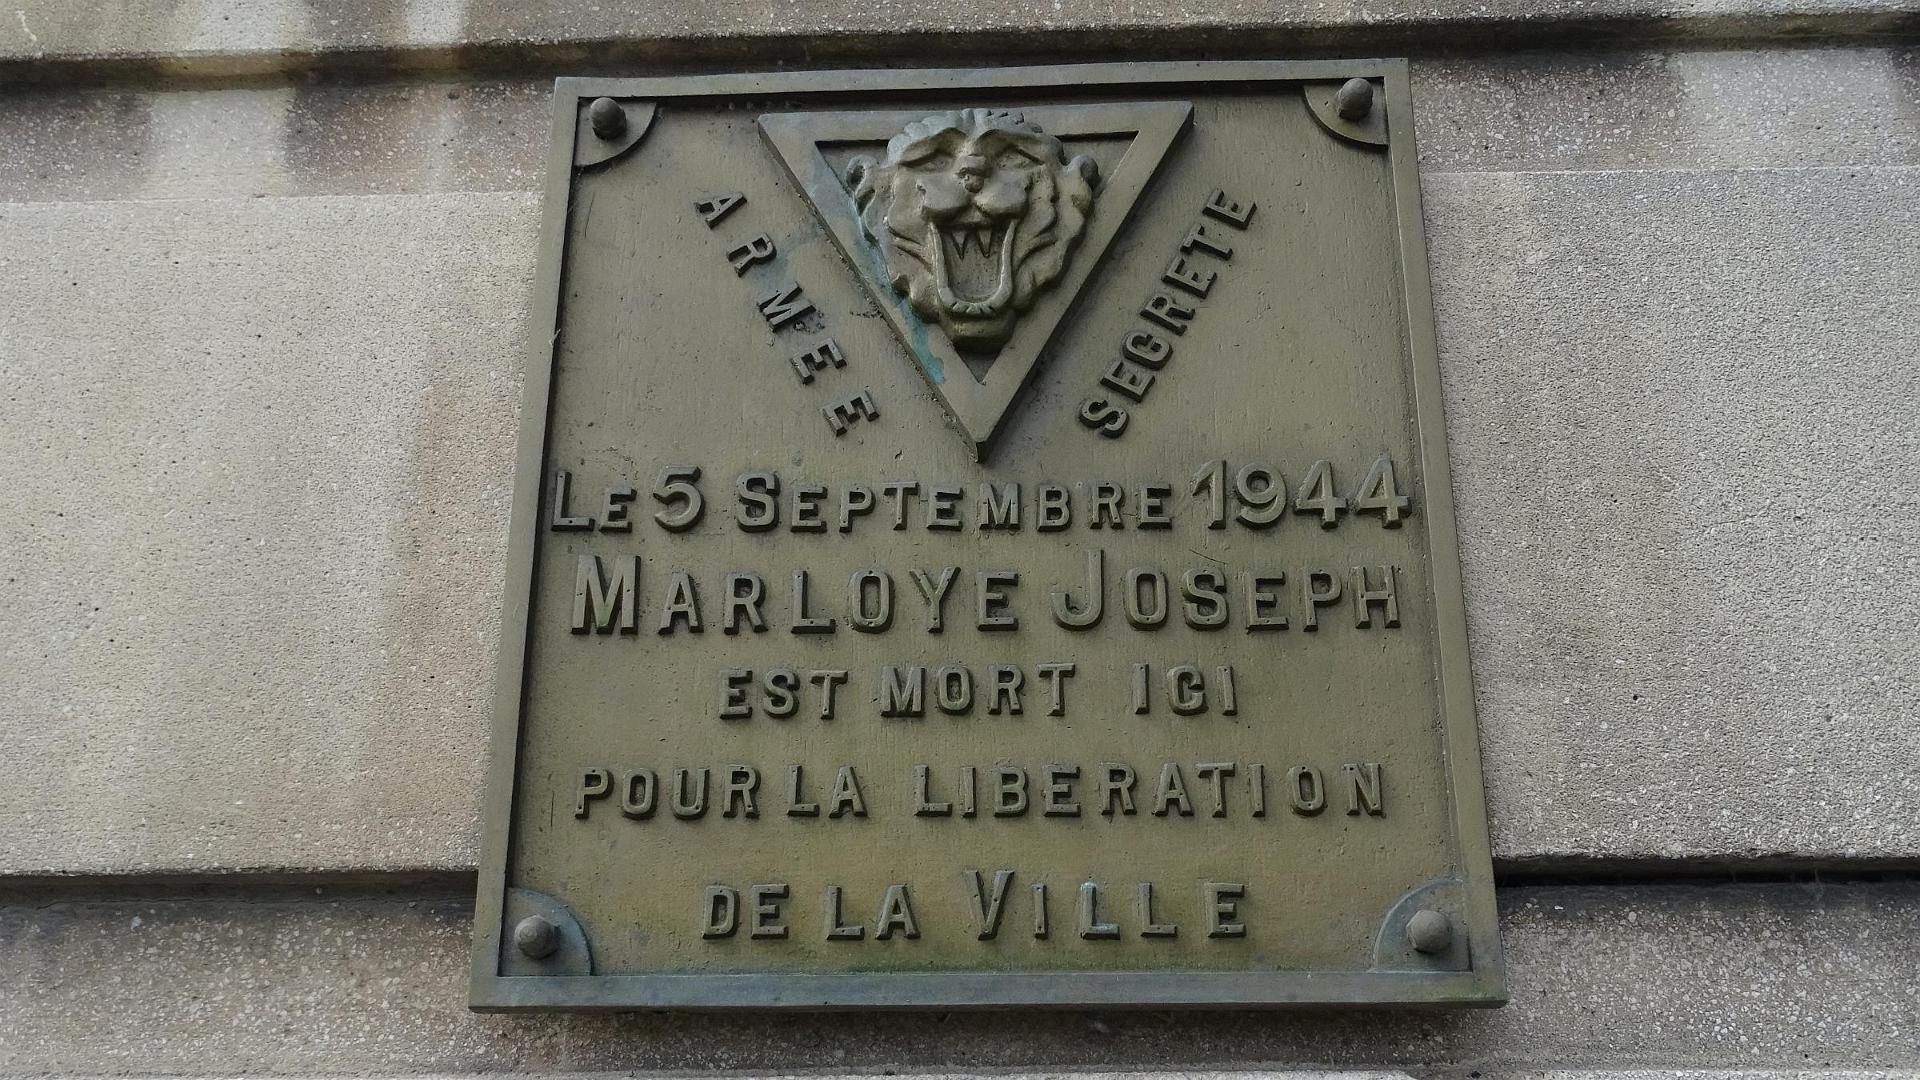 ARMEE
SECRETE
LE 5 SEPTEMBRE 1944
MARLOYE JOSEPH
EST MORT ICI
POUR LA LIBERATION
DE LA VILLE